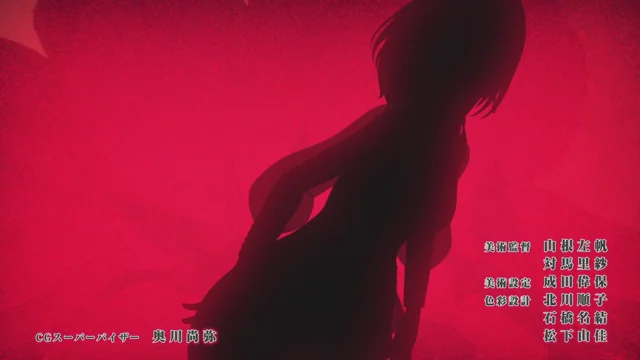 美術監督 山根左帆
対馬里紗
美術設定 成田偉保
色彩設計 北川順子
石橋名結
松下由佳
CGスーパーバイザー 奥川尚弥